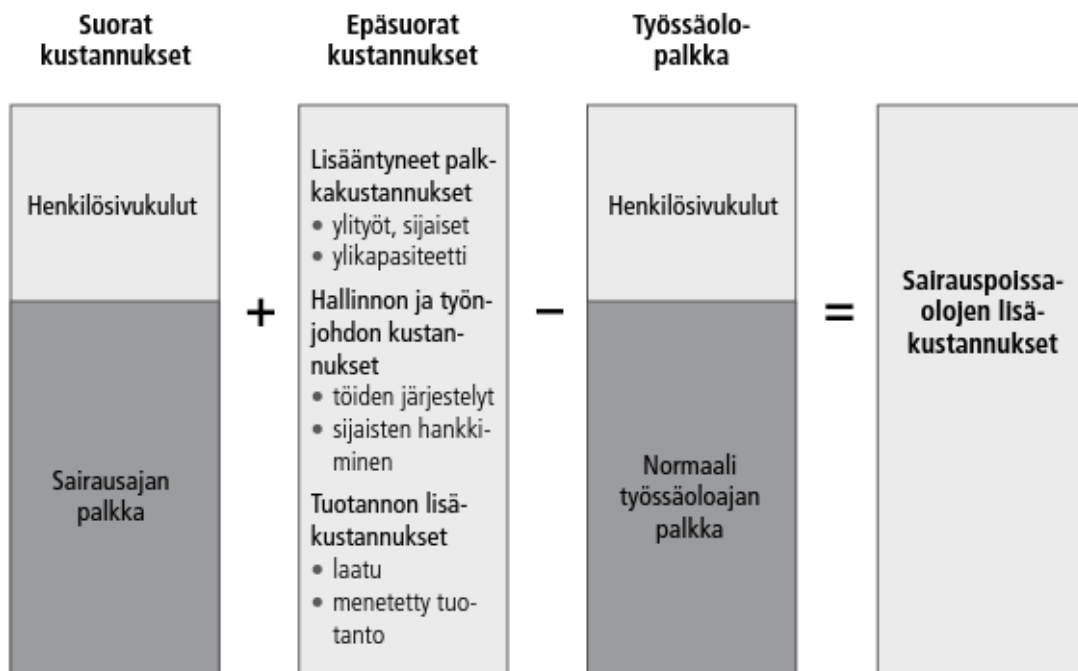 Suorat
kustannukset
Epäsuorat
kustannukset
Työssäolo-
palkka
Henkilösivukulut
Sairausajan
palkka
+
Lisääntyneet palk-
kakustannukset
• ylityöt, sijaiset
• ylikapasiteetti
Hallinnon ja työn-
johdon kustan-
nukset
• töiden järjestelyt
• sijaisten hankki-
minen
Tuotannon lisä-
kustannukset
• laatu
• menetetty tuo-
tanto
–
Henkilösivukulut
Normaali
työssäoloajan
palkka
=
Sairauspoissa-
olojen lisä-
kustannukset